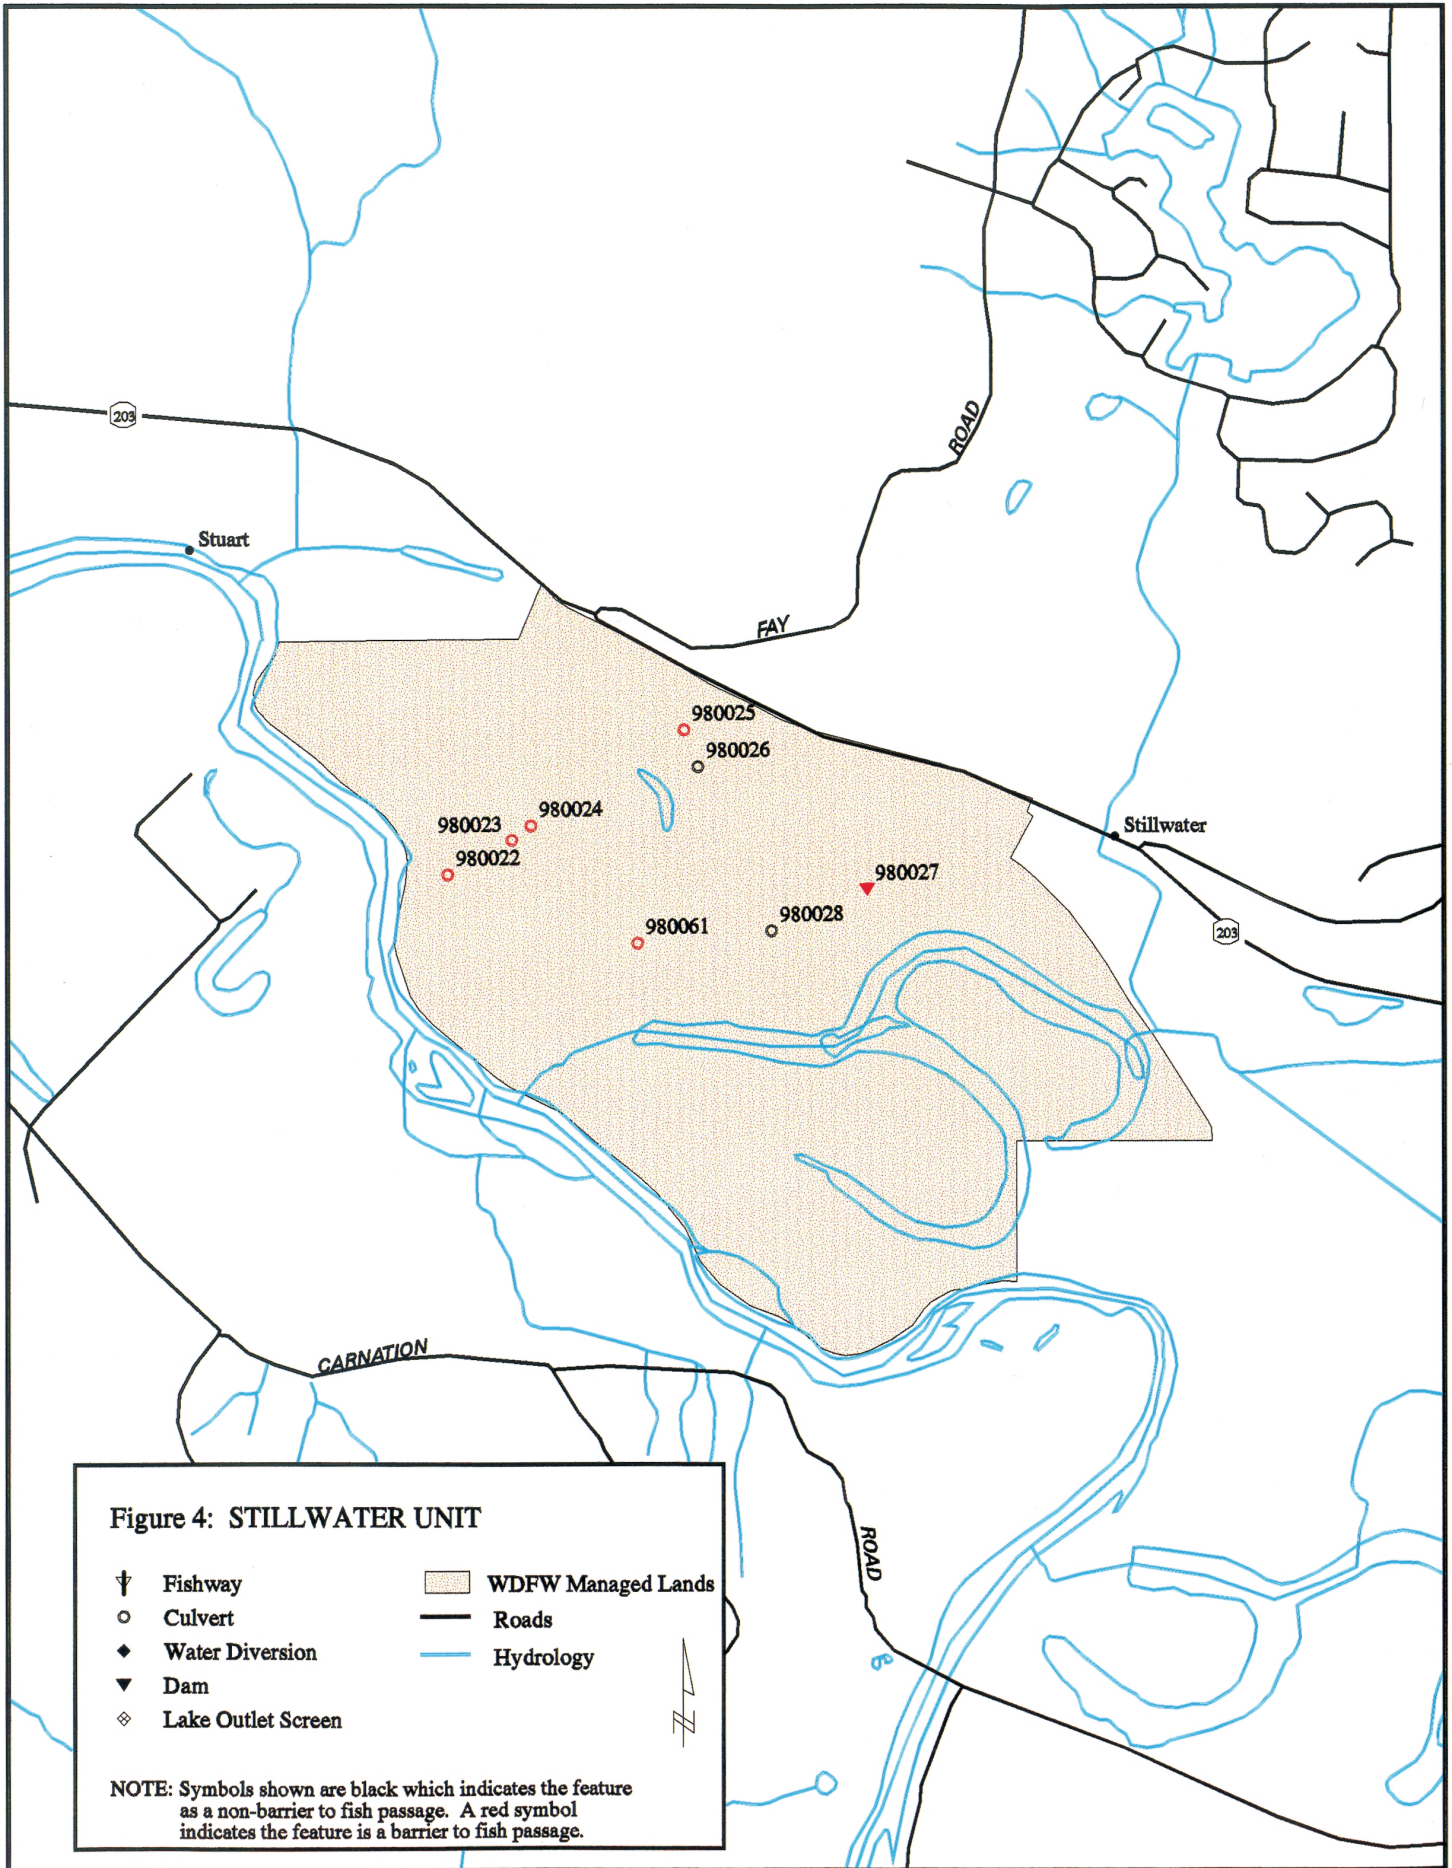 203
ROAD
Stuart
FAY
980025
980026
980024
980023
980022
Stillwater
980027
980028
980061
203
CARNATION
ROAD
Figure 4: STILLWATER UNIT
Fishway
Culvert
Water Diversion
Dam
Lake Outlet Screen
WDFW Managed Lands
Roads
Hydrology
N
NOTE: Symbols shown are black which indicates the feature
as a non-barrier to fish passage. A red symbol
indicates the feature is a barrier to fish passage.